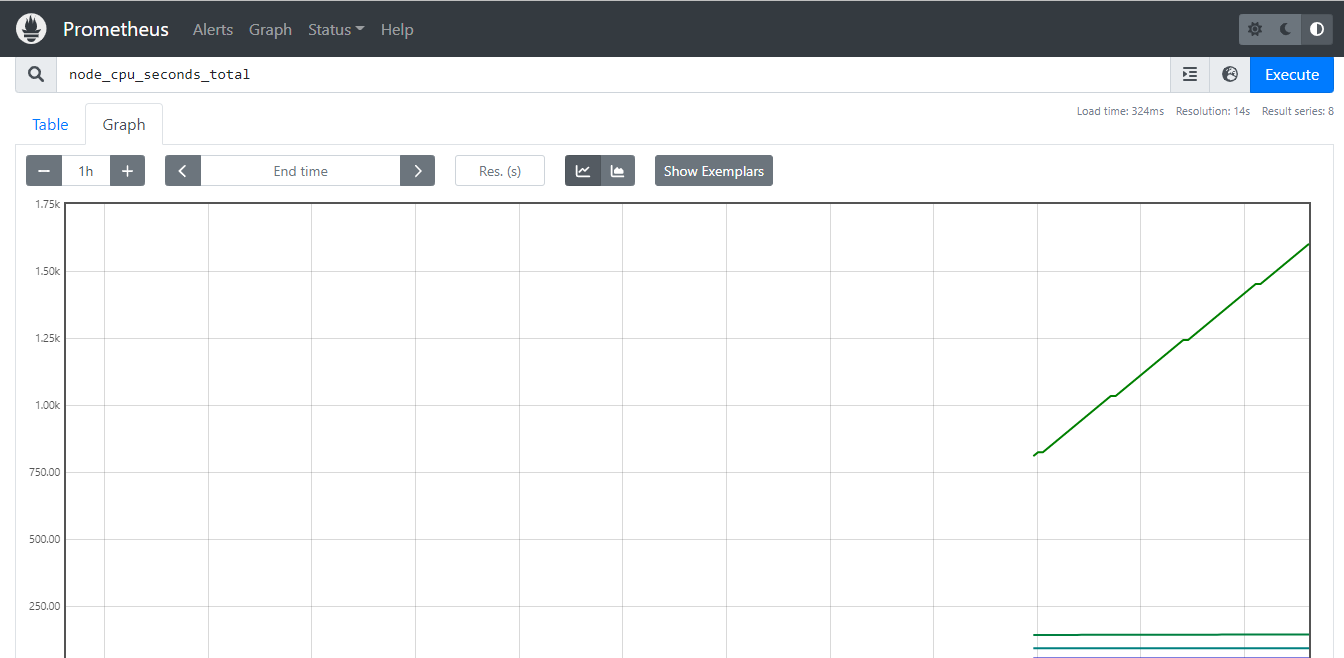 Prometheus Alerts Graph Status Help
node_cpu_seconds_total Execute
Table Graph Load time: 324ms Resolution: 14s Result series: 8
− 1h + End time Res. (s) Show Exemplars
1.75k
1.50k
1.25k
1.00k
750.00
500.00
250.00